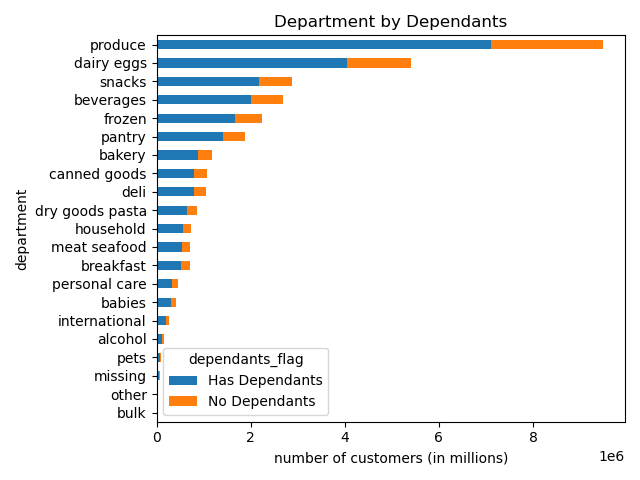 Department by Dependants
department
produce
dairy eggs
snacks
beverages
frozen
pantry
bakery
canned goods
deli
dry goods pasta
household
meat seafood
breakfast
personal care
babies
international
alcohol
pets
missing
other
bulk
dependants_flag
Has Dependants
No Dependants
0 2 4 6 8
1e6
number of customers (in millions)